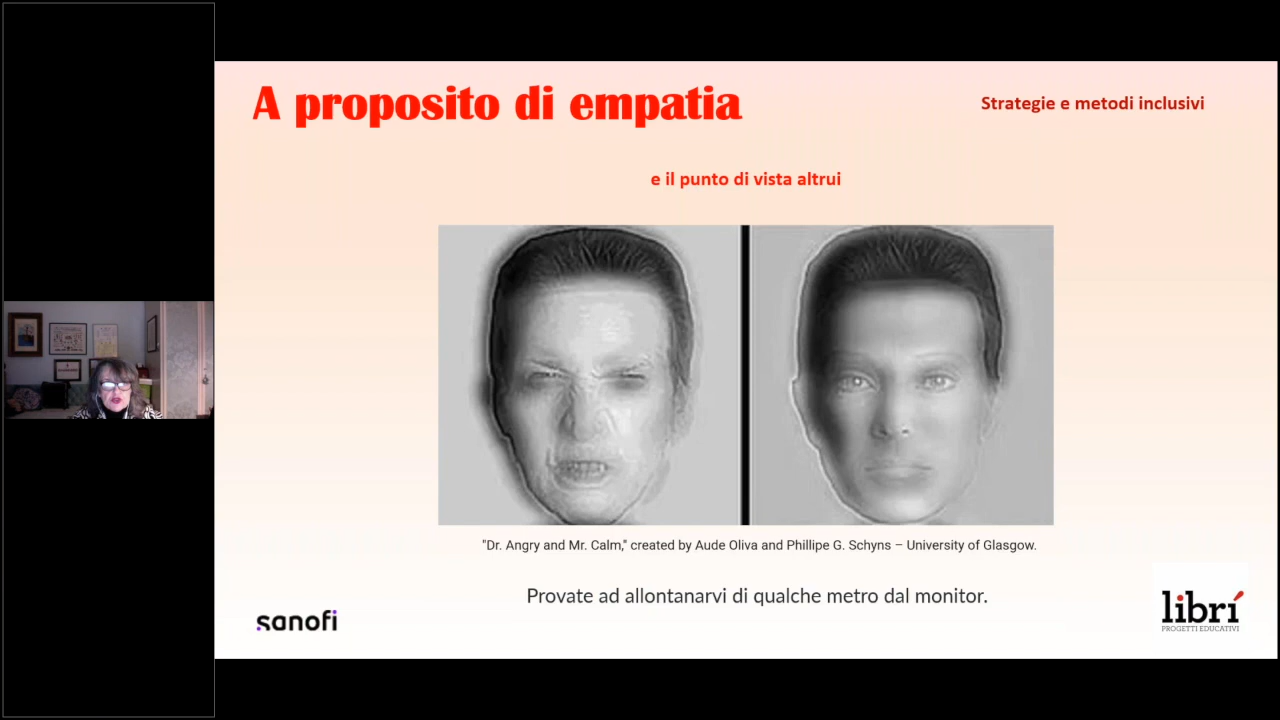 A proposito di empatia
Strategie e metodi inclusivi
e il punto di vista altrui
"Dr. Angry and Mr. Calm," created by Aude Oliva and Phillipe G. Schyns – University of Glasgow.
Provate ad allontanarvi di qualche metro dal monitor.
sanofi
librí
PROGETTI EDUCATIVI